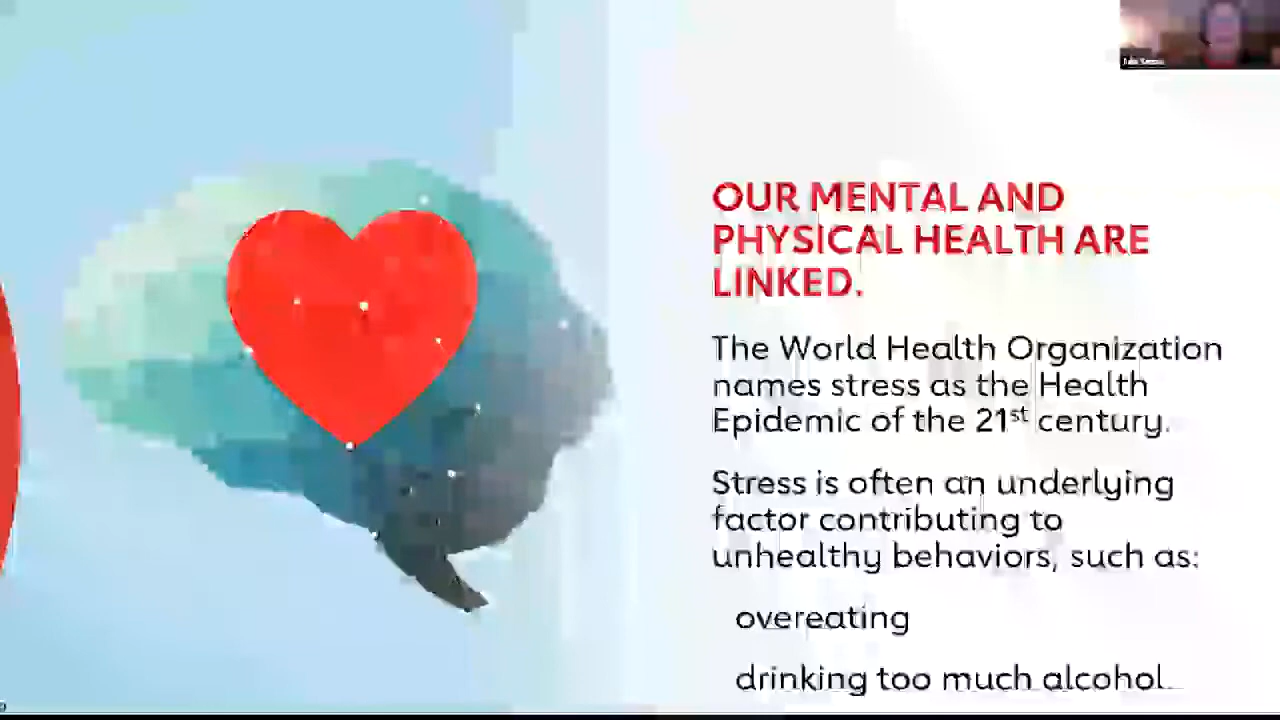 OUR MENTAL AND
PHYSICAL HEALTH ARE
LINKED.
The World Health Organization
names stress as the Health
Epidemic of the 21st century.
Stress is often an underlying
factor contributing to
unhealthy behaviors, such as:
overeating
drinking too much alcohol.